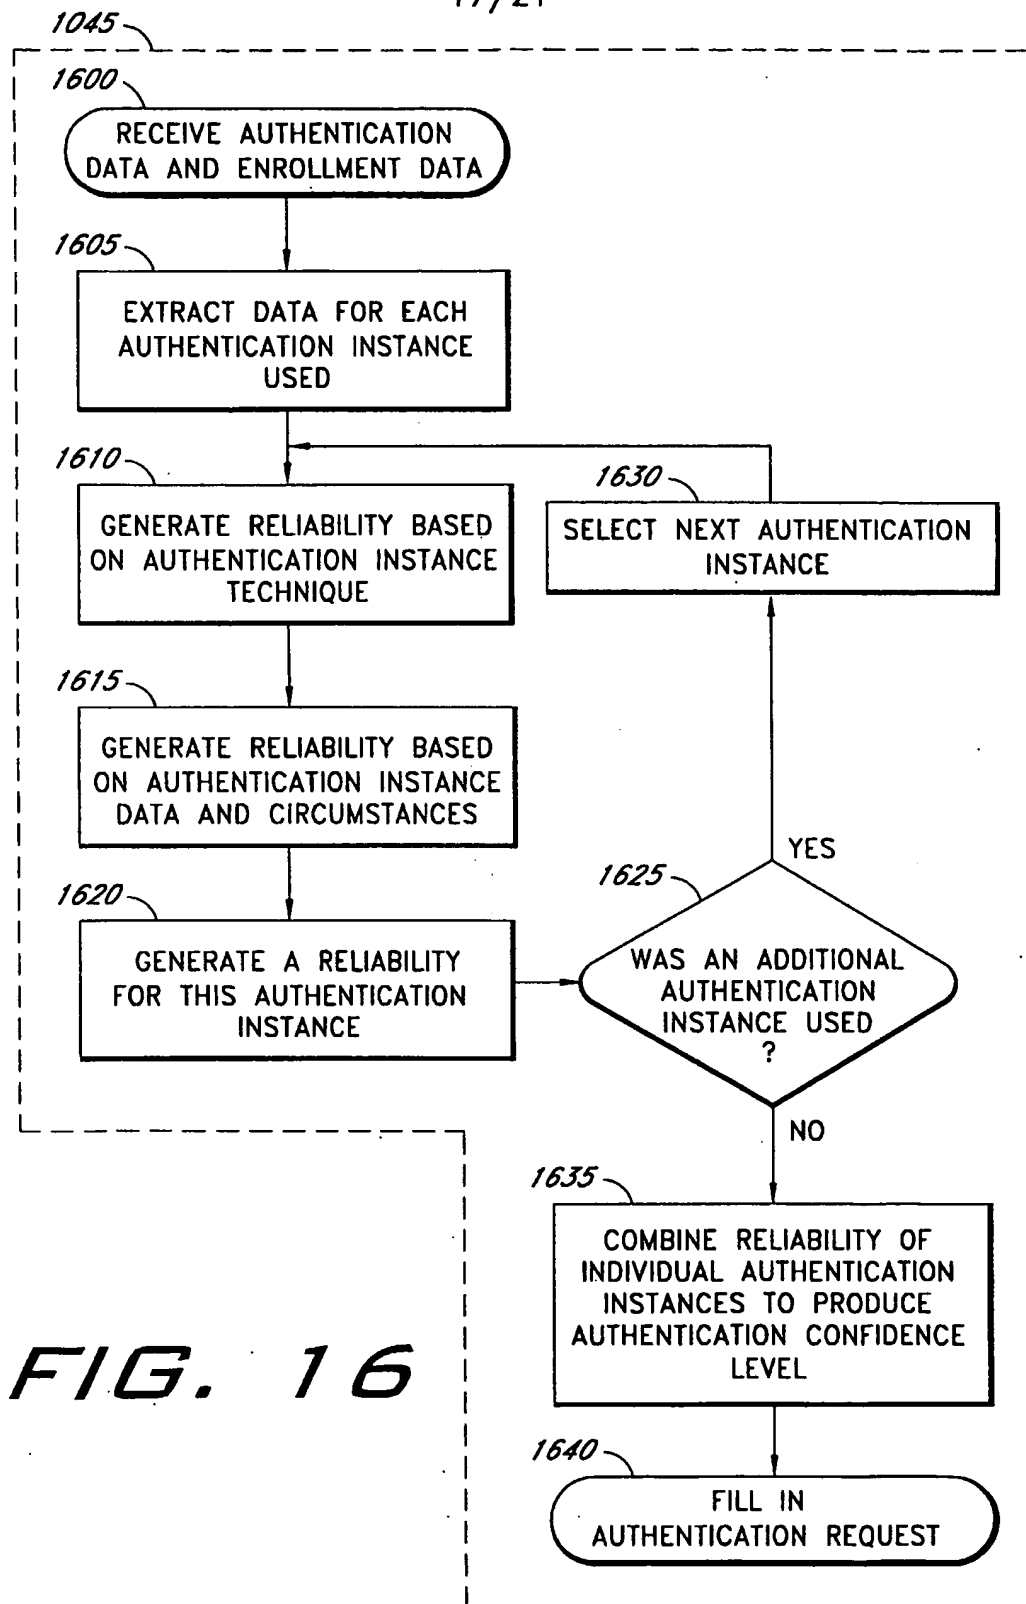 1045
1600
RECEIVE AUTHENTICATION
DATA AND ENROLLMENT DATA
1605
EXTRACT DATA FOR EACH
AUTHENTICATION INSTANCE
USED
1610
GENERATE RELIABILITY BASED
ON AUTHENTICATION INSTANCE
TECHNIQUE
1630
SELECT NEXT AUTHENTICATION
INSTANCE
1615
GENERATE RELIABILITY BASED
ON AUTHENTICATION INSTANCE
DATA AND CIRCUMSTANCES
YES
1620
GENERATE A RELIABILITY
FOR THIS AUTHENTICATION
INSTANCE
1625
WAS AN ADDITIONAL
AUTHENTICATION
INSTANCE USED
?
NO
1635
COMBINE RELIABILITY OF
INDIVIDUAL AUTHENTICATION
INSTANCES TO PRODUCE
AUTHENTICATION CONFIDENCE
LEVEL
FIG. 16
1640
FILL IN
AUTHENTICATION REQUEST